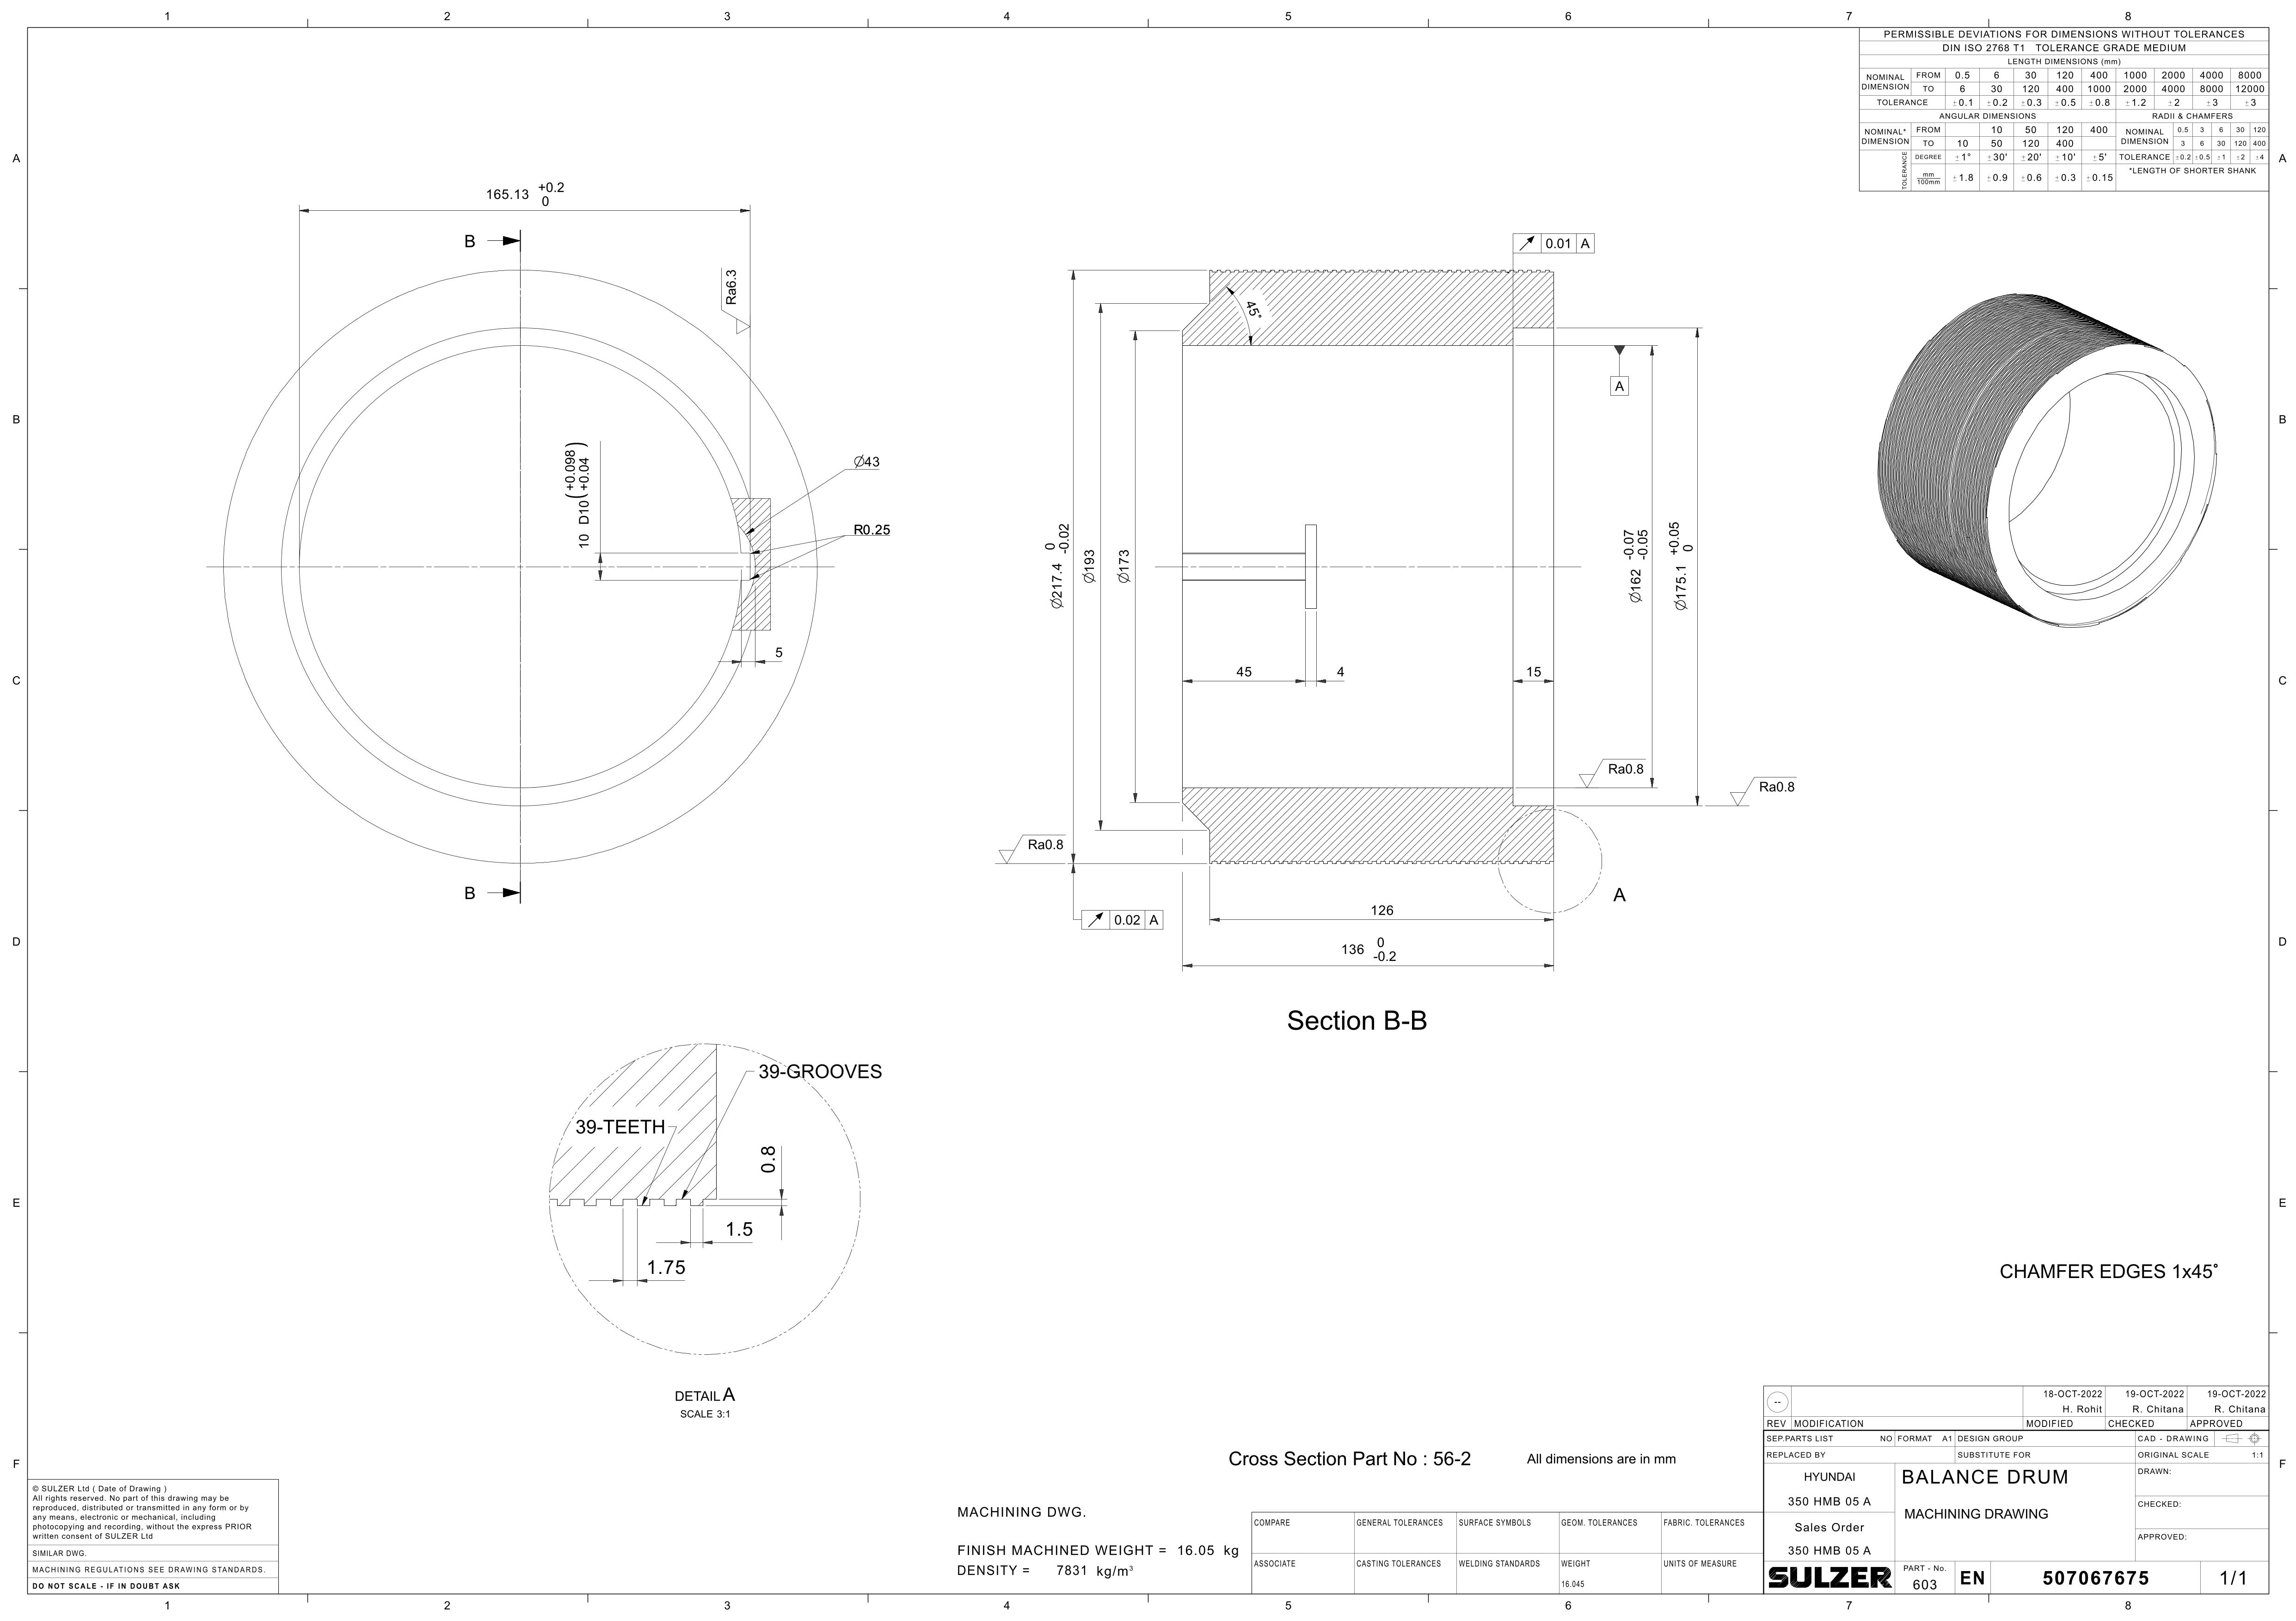 1 2 3 4 5 6 7 8
A
B
C
D
E
F
PERMISSIBLE DEVIATIONS FOR DIMENSIONS WITHOUT TOLERANCES
DIN ISO 2768 T1 TOLERANCE GRADE MEDIUM
LENGTH DIMENSIONS (mm)
NOMINAL DIMENSION FROM 0.5 6 30 120 400 1000 2000 4000 8000
TO 6 30 120 400 1000 2000 4000 8000 12000
TOLERANCE ±0.1 ±0.2 ±0.3 ±0.5 ±0.8 ±1.2 ±2 ±3 ±3
ANGULAR DIMENSIONS RADII & CHAMFERS
NOMINAL* DIMENSION FROM 10 50 120 400 NOMINAL DIMENSION 0.5 3 6 30 120
TO 10 50 120 400 3 6 30 120 400
TOLERANCE DEGREE ±1° ±30' ±20' ±10' ±5' TOLERANCE ±0.2 ±0.5 ±1 ±2 ±4
mm/100mm ±1.8 ±0.9 ±0.6 ±0.3 ±0.15 *LENGTH OF SHORTER SHANK
165.13 +0.2 0
B
Ra6.3
10 D10 (+0.098 +0.04)
Ø43
R0.25
5
B
0.01 A
45°
A
Ø217.4 0 -0.02
Ø193
Ø173
Ø162 -0.07 -0.05
Ø175.1 +0.05 0
45
4
15
Ra0.8
Ra0.8
Ra0.8
A
0.02 A
126
136 0 -0.2
Section B-B
39-GROOVES
39-TEETH
0.8
1.5
1.75
DETAIL A
SCALE 3:1
CHAMFER EDGES 1x45°
Cross Section Part No : 56-2
All dimensions are in mm
MACHINING DWG.
FINISH MACHINED WEIGHT = 16.05 kg
DENSITY = 7831 kg/m³
© SULZER Ltd ( Date of Drawing )
All rights reserved. No part of this drawing may be
reproduced, distributed or transmitted in any form or by
any means, electronic or mechanical, including
photocopying and recording, without the express PRIOR
written consent of SULZER Ltd
SIMILAR DWG.
MACHINING REGULATIONS SEE DRAWING STANDARDS.
DO NOT SCALE - IF IN DOUBT ASK
COMPARE GENERAL TOLERANCES SURFACE SYMBOLS GEOM. TOLERANCES FABRIC. TOLERANCES
ASSOCIATE CASTING TOLERANCES WELDING STANDARDS WEIGHT UNITS OF MEASURE
16.045
-- 18-OCT-2022 19-OCT-2022 19-OCT-2022
H. Rohit R. Chitana R. Chitana
REV MODIFICATION MODIFIED CHECKED APPROVED
SEP.PARTS LIST NO FORMAT A1 DESIGN GROUP CAD - DRAWING
REPLACED BY SUBSTITUTE FOR ORIGINAL SCALE 1:1
HYUNDAI
350 HMB 05 A
Sales Order
350 HMB 05 A
BALANCE DRUM
MACHINING DRAWING
DRAWN:
CHECKED:
APPROVED:
SULZER
PART - No.
603
EN
507067675
1/1
1 2 3 4 5 6 7 8
A
B
C
D
E
F